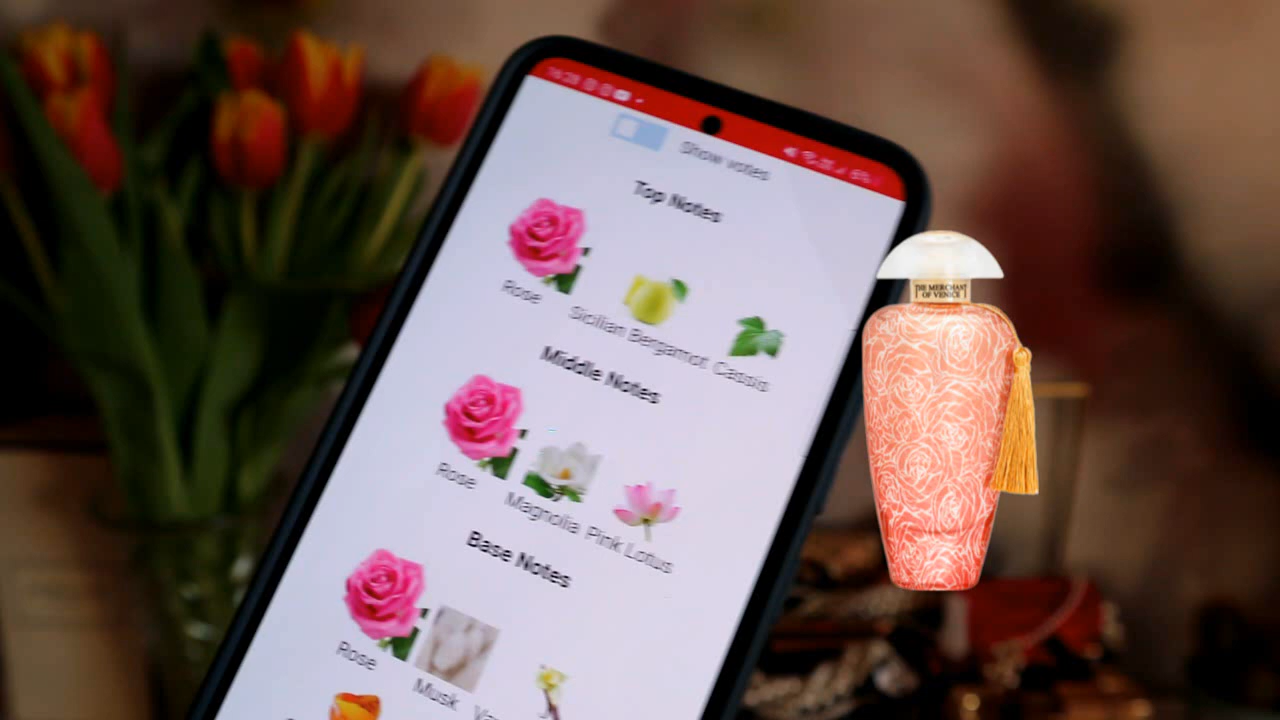 Show votes
Top Notes
Rose
Sicilian Bergamot
Cassis
Middle Notes
Rose
Magnolia
Pink Lotus
Base Notes
Rose
Musk
THE MERCHANT
OF VENICE